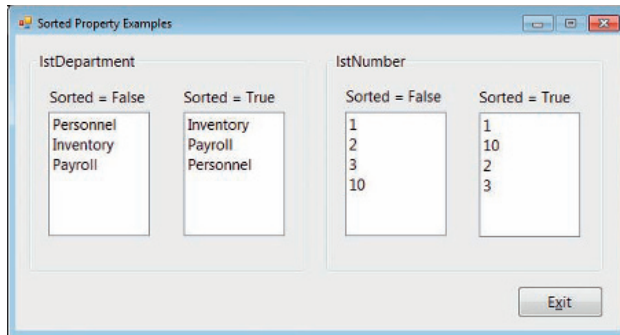 Sorted Property Examples
lstDepartment
Sorted = False
Sorted = True
Personnel
Inventory
Payroll
Inventory
Payroll
Personnel
lstNumber
Sorted = False
Sorted = True
1
2
3
10
1
10
2
3
Exit